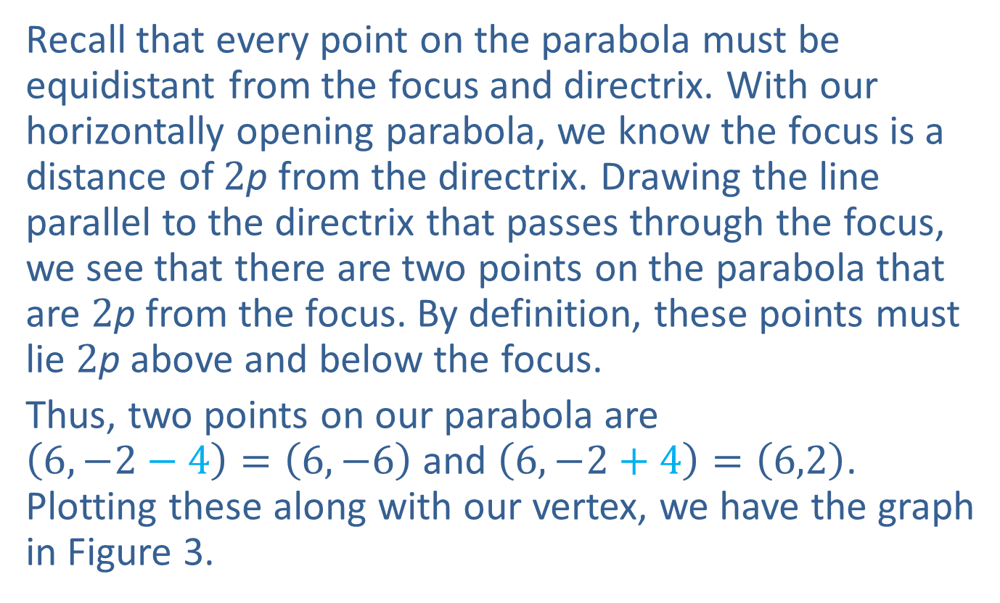 Recall that every point on the parabola must be
equidistant from the focus and directrix. With our
horizontally opening parabola, we know the focus is a
distance of 2p from the directrix. Drawing the line
parallel to the directrix that passes through the focus,
we see that there are two points on the parabola that
are 2p from the focus. By definition, these points must
lie 2p above and below the focus.
Thus, two points on our parabola are
(6, −2 − 4) = (6, −6) and (6, −2 + 4) = (6,2).
Plotting these along with our vertex, we have the graph
in Figure 3.